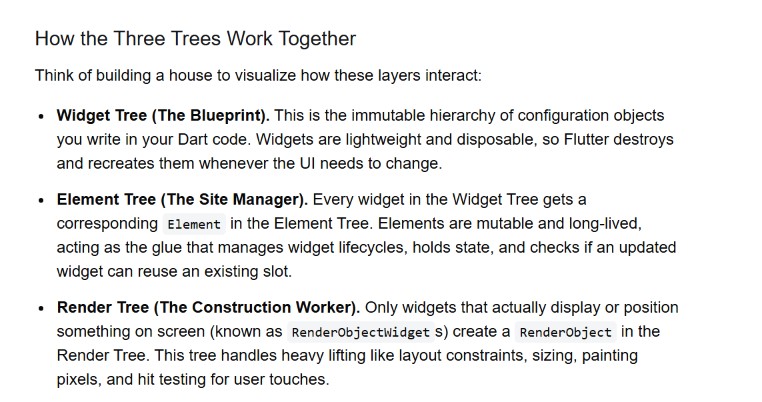 How the Three Trees Work Together
Think of building a house to visualize how these layers interact:
• Widget Tree (The Blueprint). This is the immutable hierarchy of configuration objects
you write in your Dart code. Widgets are lightweight and disposable, so Flutter destroys
and recreates them whenever the UI needs to change.
• Element Tree (The Site Manager). Every widget in the Widget Tree gets a
corresponding Element in the Element Tree. Elements are mutable and long-lived,
acting as the glue that manages widget lifecycles, holds state, and checks if an updated
widget can reuse an existing slot.
• Render Tree (The Construction Worker). Only widgets that actually display or position
something on screen (known as RenderObjectWidget s) create a RenderObject in the
Render Tree. This tree handles heavy lifting like layout constraints, sizing, painting
pixels, and hit testing for user touches.